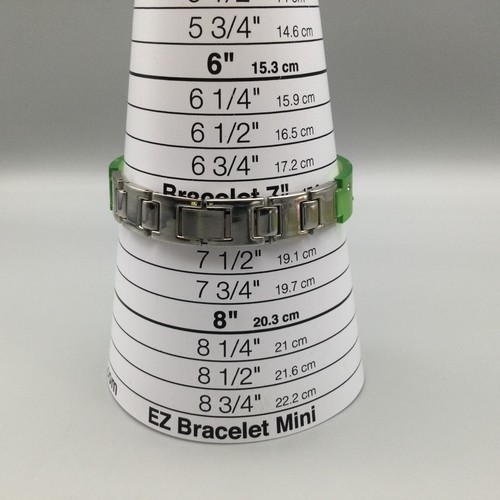 5 3/4" 14.6 cm
6" 15.3 cm
6 1/4" 15.9 cm
6 1/2" 16.5 cm
6 3/4" 17.2 cm
Bracelet 7"
7 1/2" 19.1 cm
7 3/4" 19.7 cm
8" 20.3 cm
8 1/4" 21 cm
8 1/2" 21.6 cm
8 3/4" 22.2 cm
EZ Bracelet Mini